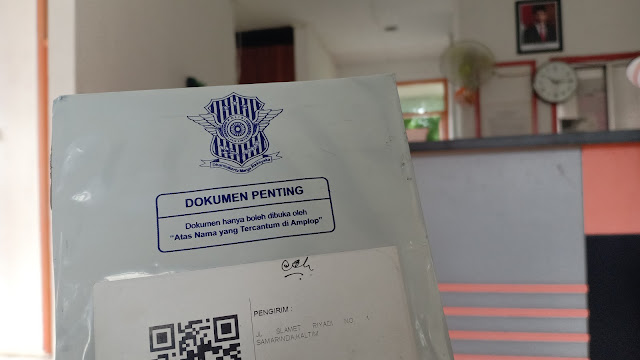 DOKUMEN PENTING
Dokumen hanya boleh dibuka oleh
"Atas Nama yang Tercantum di Amplop"
PENGIRIM :
JL SLAMET RIYADI NO
SAMARINDA/KALTIM